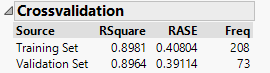 Crossvalidation
Source RSquare RASE Freq
Training Set 0.8981 0.40804 208
Validation Set 0.8964 0.39114 73